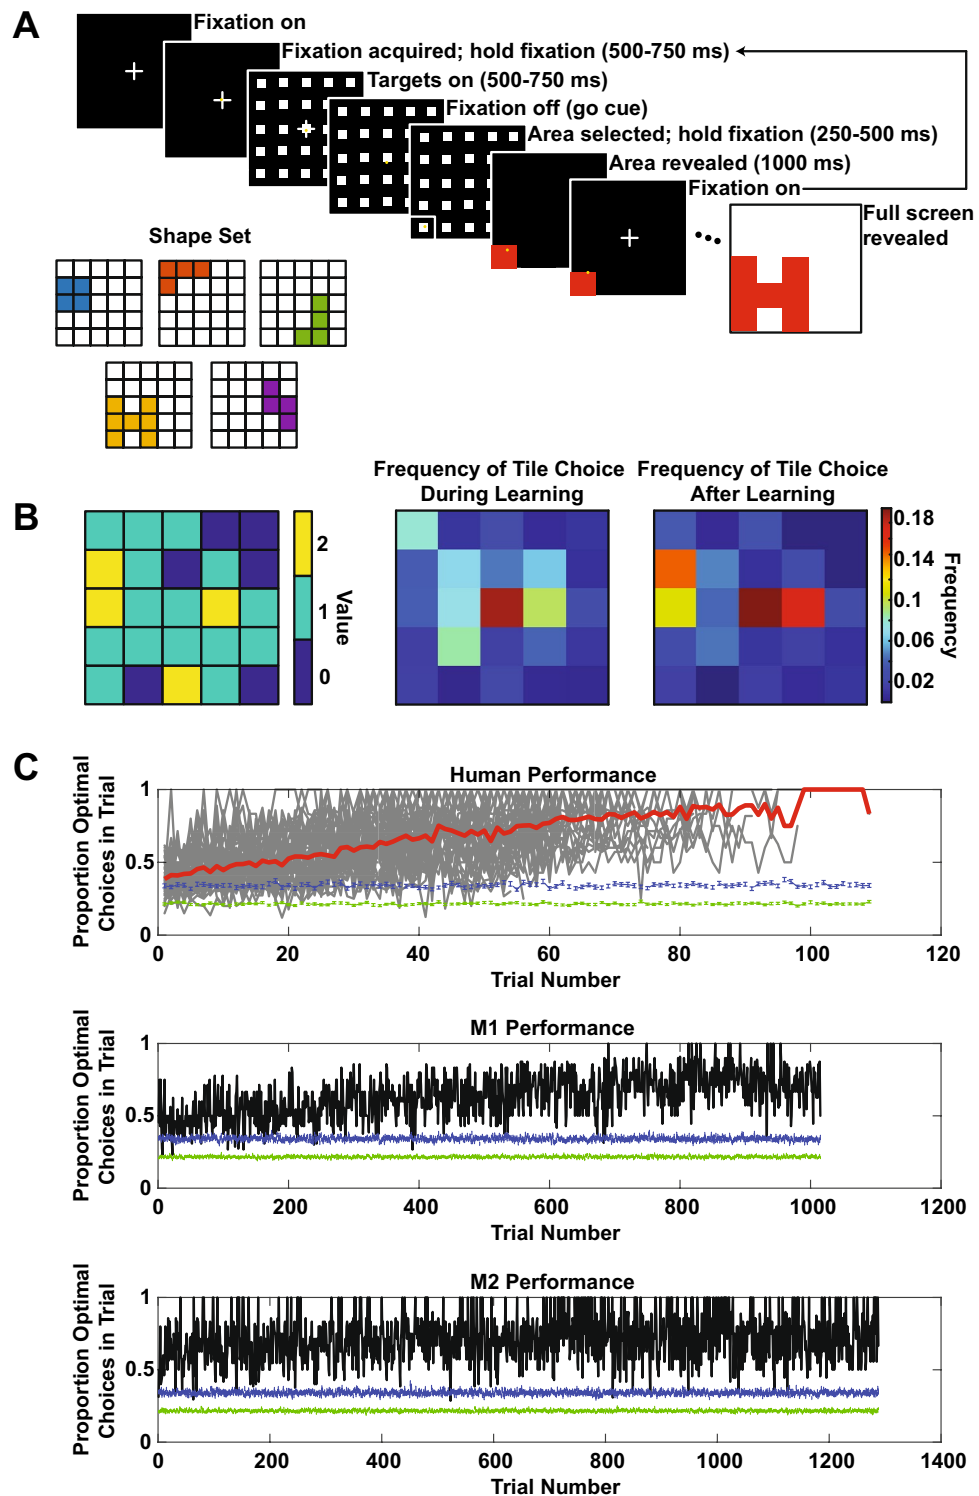 A
Fixation on
Fixation acquired; hold fixation (500-750 ms)
Targets on (500-750 ms)
Fixation off (go cue)
Area selected; hold fixation (250-500 ms)
Area revealed (1000 ms)
Fixation on
Full screen
revealed
Shape Set
B
2
1
0
Value
Frequency of Tile Choice
During Learning
Frequency of Tile Choice
After Learning
0.18
0.14
0.1
0.06
0.02
Frequency
C
Human Performance
Proportion Optimal
Choices in Trial
1
0.5
0
0 20 40 60 80 100 120
Trial Number
M1 Performance
Proportion Optimal
Choices in Trial
1
0.5
0
0 200 400 600 800 1000 1200
Trial Number
M2 Performance
Proportion Optimal
Choices in Trial
1
0.5
0
0 200 400 600 800 1000 1200 1400
Trial Number